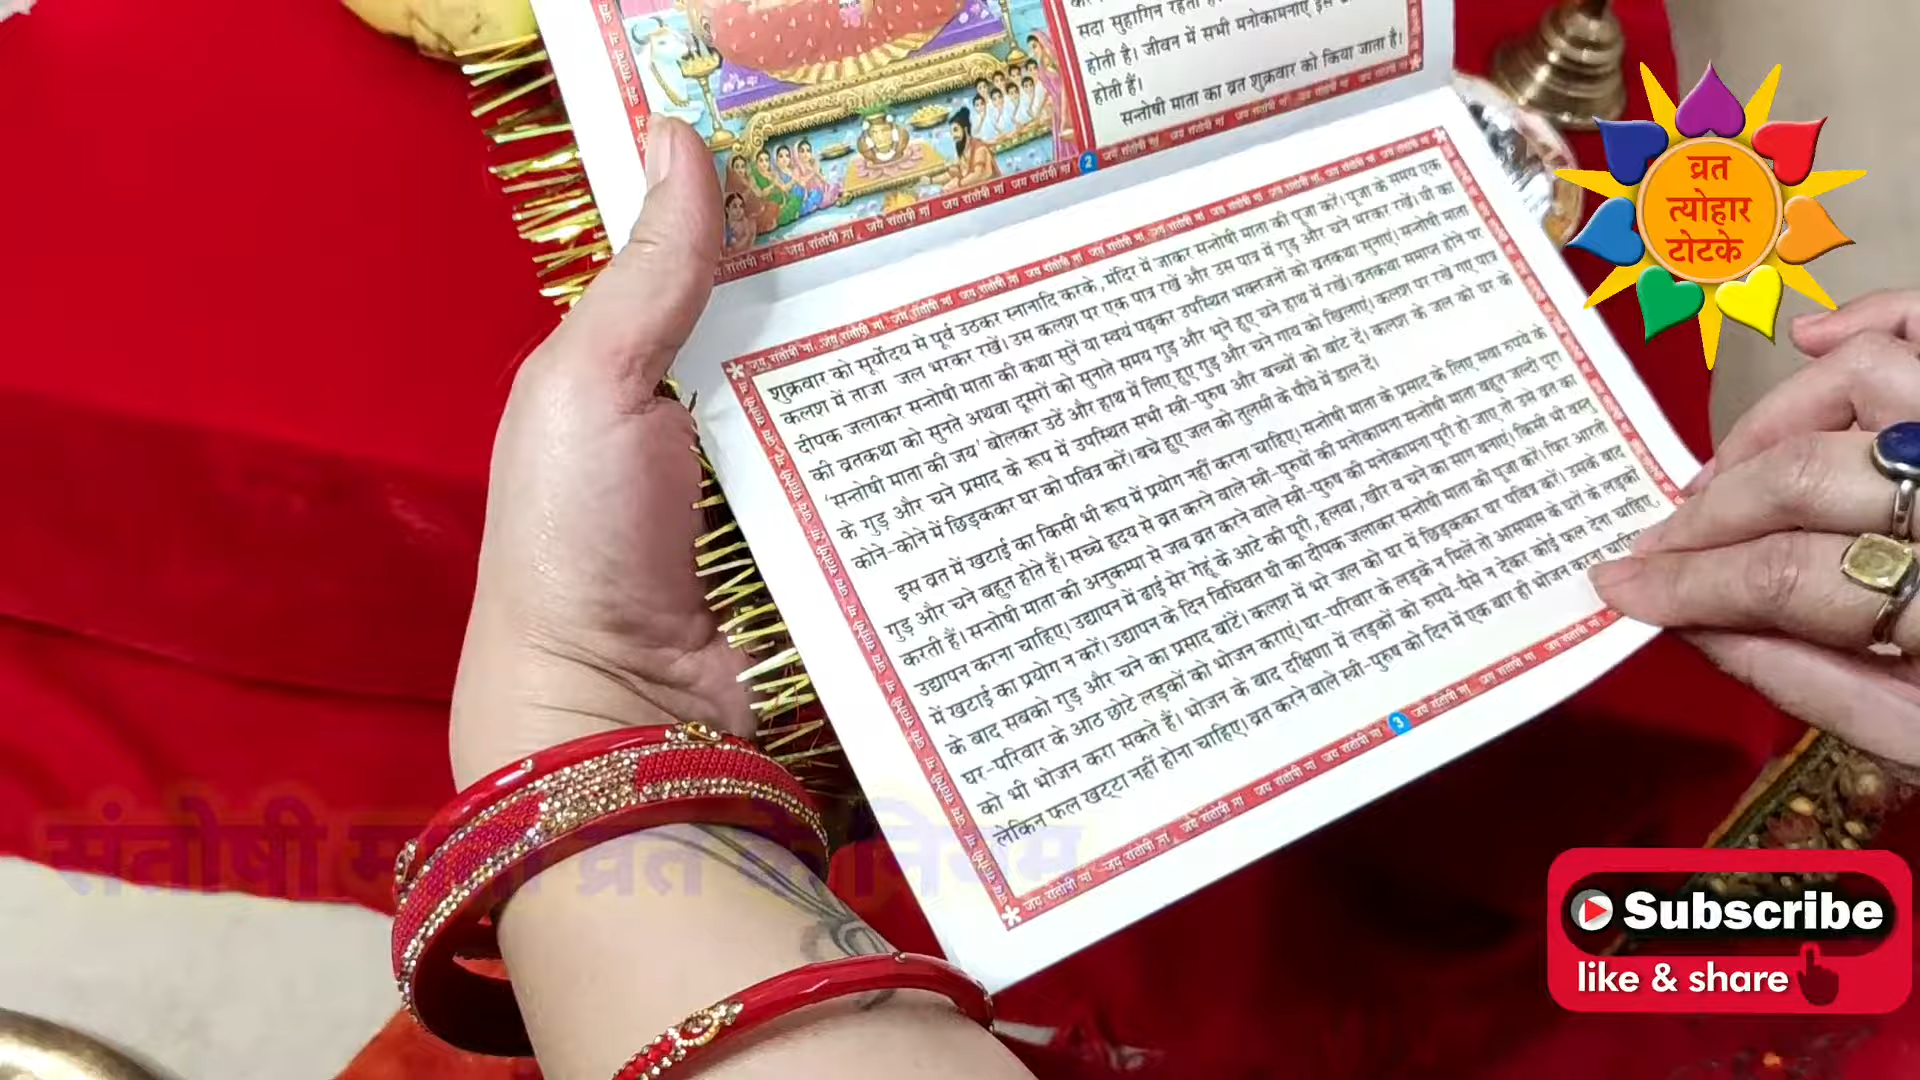 सदा सुहागिन रहती
होती है। जीवन में सभी मनोकामनाएं इस
होती हैं।
सन्तोषी माता का व्रत शुक्रवार को किया जाता है।
2
शुक्रवार को सूर्योदय से पूर्व उठकर स्नानादि करके, मंदिर में जाकर सन्तोषी माता की पूजा करें। पूजा के समय एक
कलश में ताजा जल भरकर रखें। उस कलश पर एक पात्र रखें और उस पात्र में गुड़ और चने भरकर रखें। घी का
दीपक जलाकर सन्तोषी माता की कथा सुनें या स्वयं पढ़कर उपस्थित भक्तजनों को व्रतकथा सुनाएं। सन्तोषी माता
की व्रतकथा को सुनते अथवा दूसरों को सुनाते समय गुड़ और भुने हुए चने हाथ में रखें। व्रतकथा समाप्त होने पर
'सन्तोषी माता की जय' बोलकर उठें और हाथ में लिए हुए गुड़ और चने गाय को खिलाएं। कलश पर रखे गए पात्र
के गुड़ और चने प्रसाद के रूप में उपस्थित सभी स्त्री-पुरुष और बच्चों को बांट दें। कलश के जल को घर के
कोने-कोने में छिड़ककर घर को पवित्र करें। बचे हुए जल को तुलसी के पौधे में डाल दें।
इस व्रत में खटाई का किसी भी रूप में प्रयोग नहीं करना चाहिए। सन्तोषी माता के प्रसाद के लिए सवा रुपये के
गुड़ और चने बहुत होते हैं। सच्चे हृदय से व्रत करने वाले स्त्री-पुरुषों की मनोकामना सन्तोषी माता बहुत जल्दी पूरा
करती हैं। सन्तोषी माता की अनुकम्पा से जब व्रत करने वाले स्त्री-पुरुष की मनोकामना पूरी हो जाए तो उसे व्रत का
उद्यापन करना चाहिए। उद्यापन में ढाई सेर गेहूं के आटे की पूरी, हलवा, खीर व चने का साग बनाएं। किसी भी वस्तु
में खटाई का प्रयोग न करें। उद्यापन के दिन विधिवत घी का दीपक जलाकर सन्तोषी माता की पूजा करें। फिर आरती
के बाद सबको गुड़ और चने का प्रसाद बांटें। कलश में भरे जल को घर में छिड़ककर घर पवित्र करें। उसके बाद
घर-परिवार के आठ छोटे लड़कों को भोजन कराएं। घर-परिवार के लड़के न मिलें तो आसपास के घरों के लड़कों
को भी भोजन करा सकते हैं। भोजन के बाद दक्षिणा में लड़कों को रुपये-पैसे न देकर कोई फल देना चाहिए,
लेकिन फल खट्टा नहीं होना चाहिए। व्रत करने वाले स्त्री-पुरुष को दिन में एक बार ही भोजन करना चाहिए
3
व्रत
त्योहार
टोटके
संतोषी माता व्रत के नियम
Subscribe
like & share